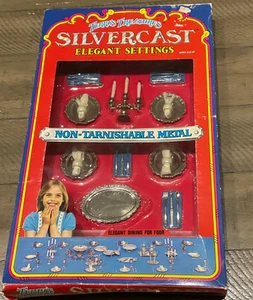 SILVERCAST
ELEGANT SETTINGS
NON-TARNISHABLE METAL
ELEGANT DINING FOR FOUR